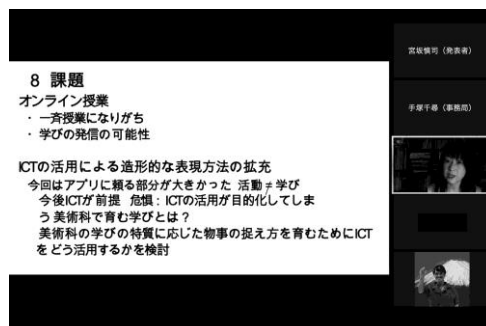 8 課題
オンライン授業
・ 一斉授業になりがち
・ 学びの発信の可能性
ICTの活用による造形的な表現方法の拡充
今回はアプリに頼る部分が大きかった 活動≠学び
今後ICTが前提 危惧：ICTの活用が目的化してしま
う 美術科で育む学びとは？
美術科の学びの特質に応じた物事の捉え方を育むためにICT
をどう活用するかを検討
宮坂慎司（発表者）
手塚千尋（事務局）